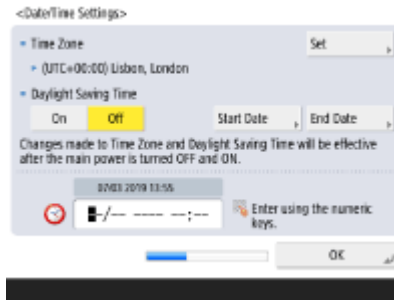 <Date/Time Settings>
Time Zone
Set
(UTC+00:00) Lisbon, London
Daylight Saving Time
On Off Start Date End Date
Changes made to Time Zone and Daylight Saving Time will be effective
after the main power is turned OFF and ON.
07/03 2019 13:55
-/-- ---- --:--
Enter using the numeric
keys.
OK